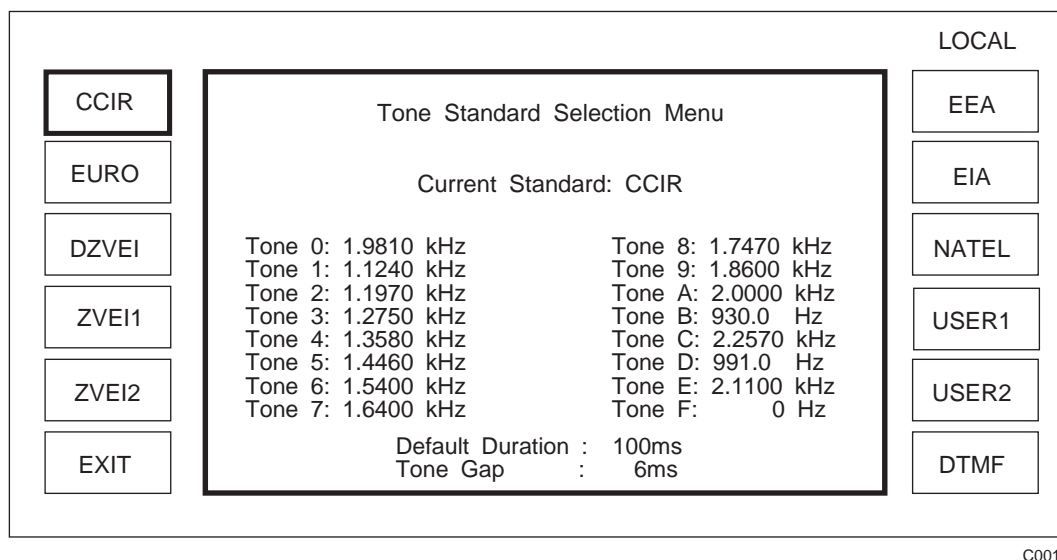 LOCAL
CCIR
EURO
DZVEI
ZVEI1
ZVEI2
EXIT
Tone Standard Selection Menu
Current Standard: CCIR
Tone 0: 1.9810 kHz
Tone 1: 1.1240 kHz
Tone 2: 1.1970 kHz
Tone 3: 1.2750 kHz
Tone 4: 1.3580 kHz
Tone 5: 1.4460 kHz
Tone 6: 1.5400 kHz
Tone 7: 1.6400 kHz
Tone 8: 1.7470 kHz
Tone 9: 1.8600 kHz
Tone A: 2.0000 kHz
Tone B: 930.0 Hz
Tone C: 2.2570 kHz
Tone D: 991.0 Hz
Tone E: 2.1100 kHz
Tone F: 0 Hz
Default Duration : 100ms
Tone Gap : 6ms
EEA
EIA
NATEL
USER1
USER2
DTMF
C001